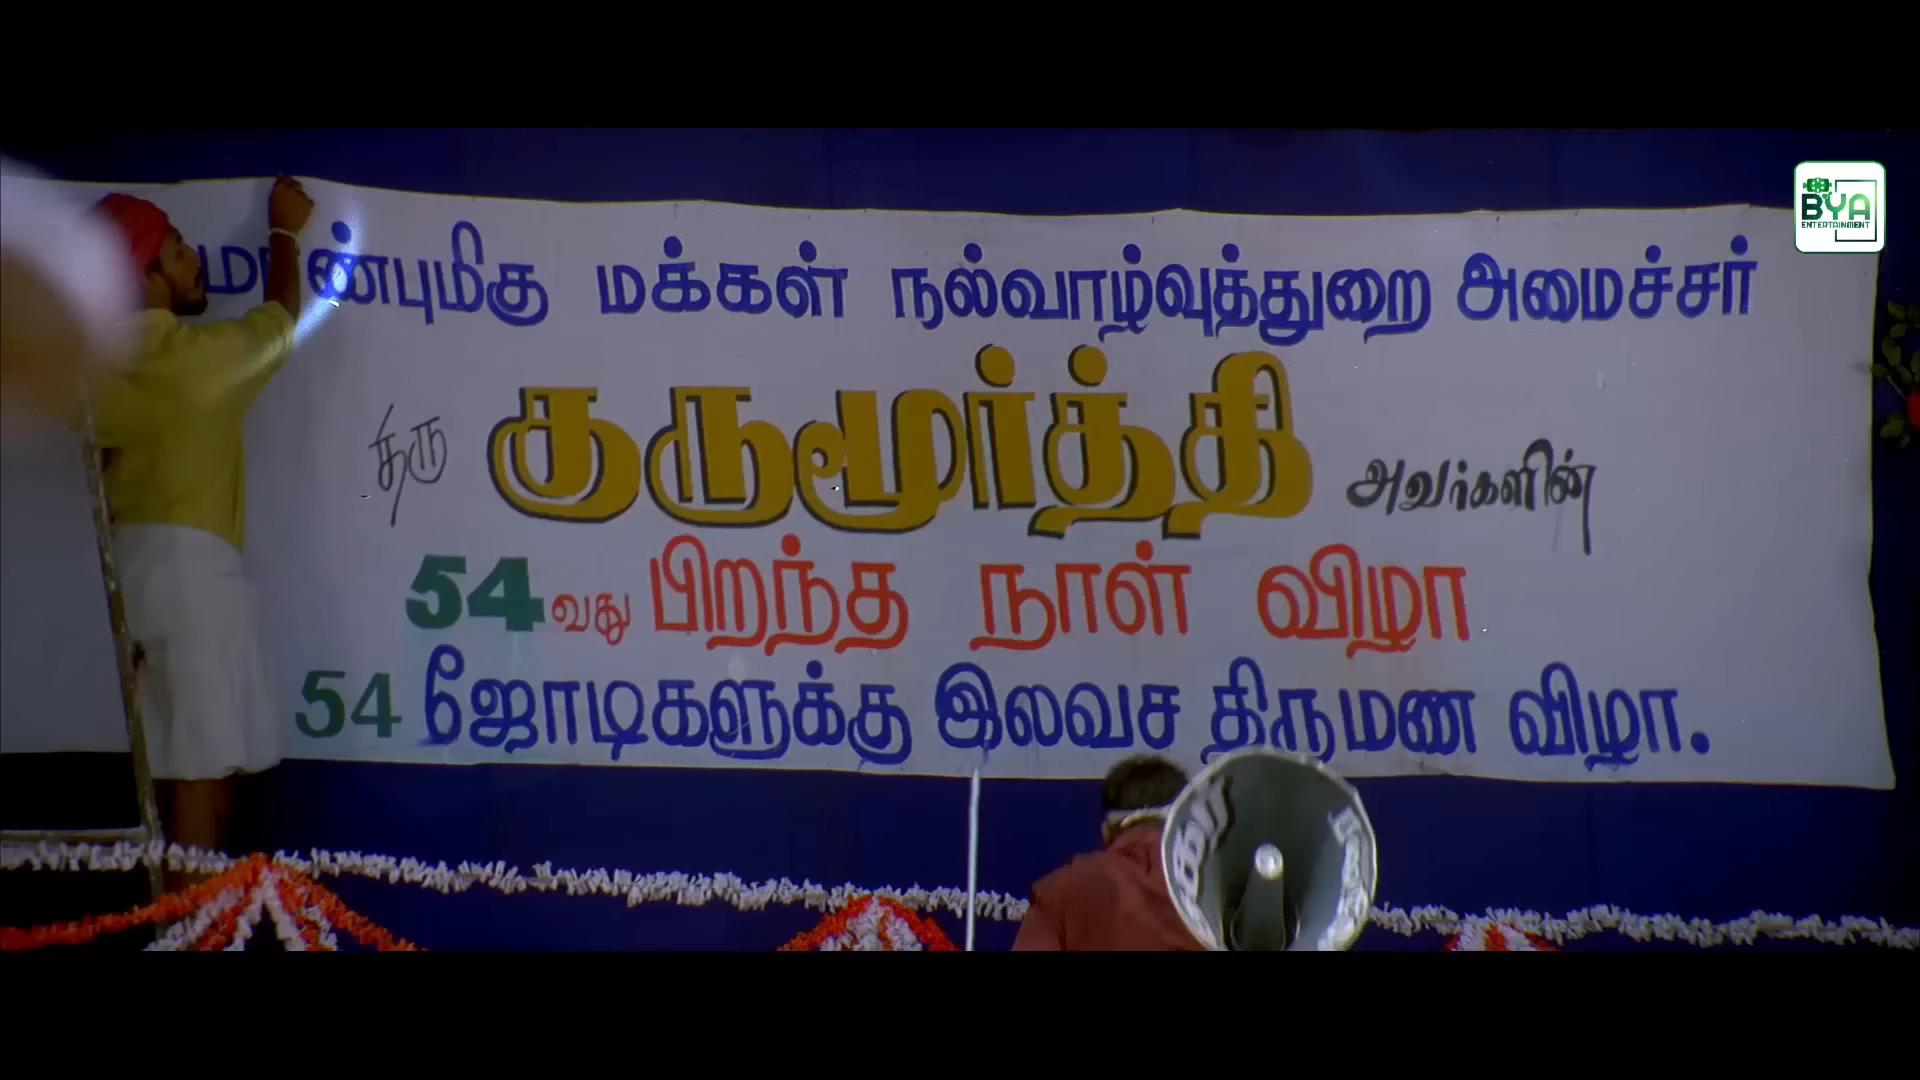 மாண்புமிகு மக்கள் நல்வாழ்வுத்துறை அமைச்சர்
திரு குருமூர்த்தி அவர்களின்
54வது பிறந்த நாள் விழா
54 ஜோடிகளுக்கு இலவச திருமண விழா.
BYA
ENTERTAINMENT